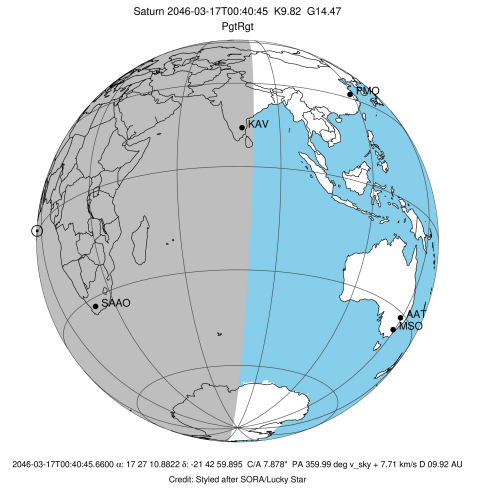 Saturn 2046-03-17T00:40:45 K9.82 G14.47
PgtRgt
PMO
KAV
SAAO
AAT
MSO
2046-03-17T00:40:45.6600 α: 17 27 10.8822 δ: -21 42 59.895 C/A 7.878" PA 359.99 deg v_sky + 7.71 km/s D 09.92 AU
Credit: Styled after SORA/Lucky Star